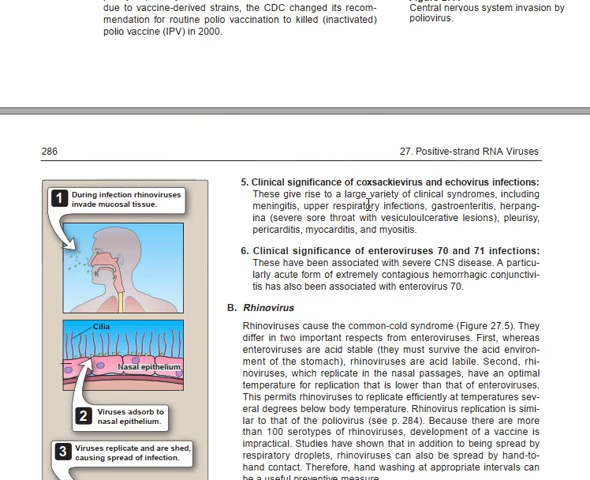 due to vaccine-derived strains, the CDC changed its recom-
mendation for routine polio vaccination to killed (inactivated)
polio vaccine (IPV) in 2000.
Central nervous system invasion by
poliovirus.
286
27. Positive-strand RNA Viruses
1 During infection rhinoviruses
invade mucosal tissue.
Cilia
Nasal epithelium
2 Viruses adsorb to
nasal epithelium.
3 Viruses replicate and are shed,
causing spread of infection.
5. Clinical significance of coxsackievirus and echovirus infections:
These give rise to a large variety of clinical syndromes, including
meningitis, upper respiratory infections, gastroenteritis, herpang-
ina (severe sore throat with vesiculoulcerative lesions), pleurisy,
pericarditis, myocarditis, and myositis.
6. Clinical significance of enteroviruses 70 and 71 infections:
These have been associated with severe CNS disease. A particu-
larly acute form of extremely contagious hemorrhagic conjunctivi-
tis has also been associated with enterovirus 70.
B. Rhinovirus
Rhinoviruses cause the common-cold syndrome (Figure 27.5). They
differ in two important respects from enteroviruses. First, whereas
enteroviruses are acid stable (they must survive the acid environ-
ment of the stomach), rhinoviruses are acid labile. Second, rhi-
noviruses, which replicate in the nasal passages, have an optimal
temperature for replication that is lower than that of enteroviruses.
This permits rhinoviruses to replicate efficiently at temperatures sev-
eral degrees below body temperature. Rhinovirus replication is simi-
lar to that of the poliovirus (see p. 284). Because there are more
than 100 serotypes of rhinoviruses, development of a vaccine is
impractical. Studies have shown that in addition to being spread by
respiratory droplets, rhinoviruses can also be spread by hand-to-
hand contact. Therefore, hand washing at appropriate intervals can
be a useful preventive measure.